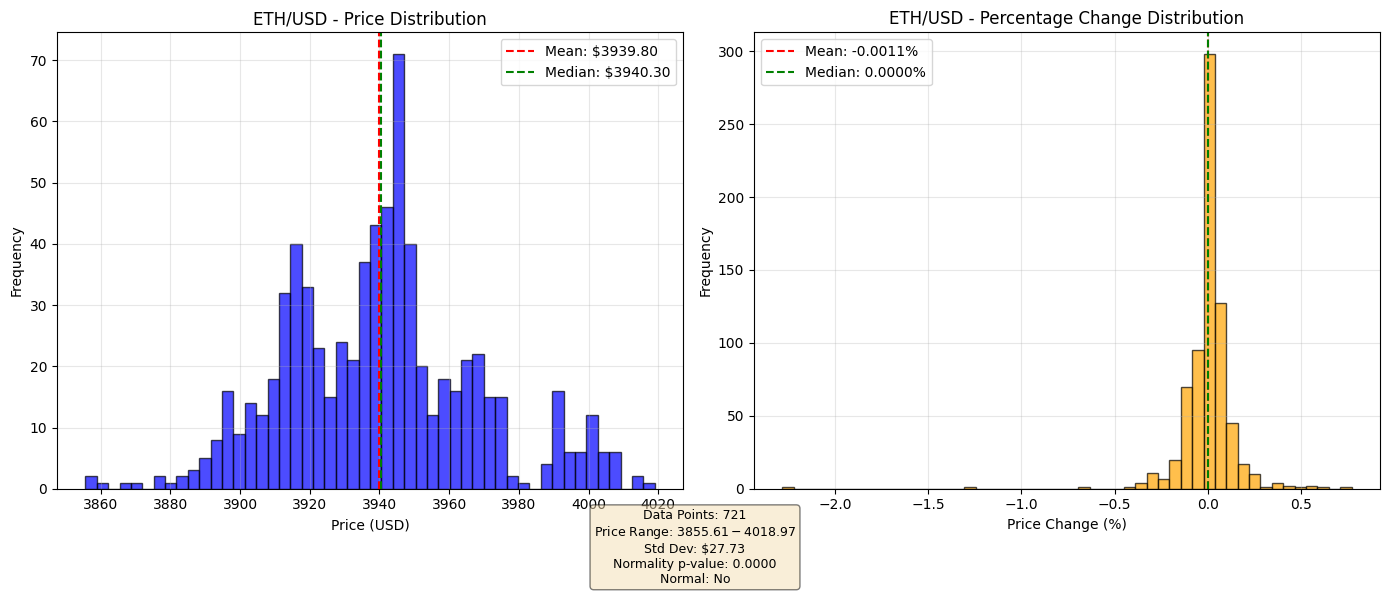 ETH/USD - Price Distribution
Mean: $3939.80
Median: $3940.30
Frequency
70
60
50
40
30
20
10
0
3860
3880
3900
3920
3940
3960
3980
4000
4020
Price (USD)
ETH/USD - Percentage Change Distribution
Mean: -0.0011%
Median: 0.0000%
Frequency
300
250
200
150
100
50
0
−2.0
−1.5
−1.0
−0.5
0.0
0.5
Price Change (%)
Data Points: 721
Price Range: 3855.61 − 4018.97
Std Dev: $27.73
Normality p-value: 0.0000
Normal: No